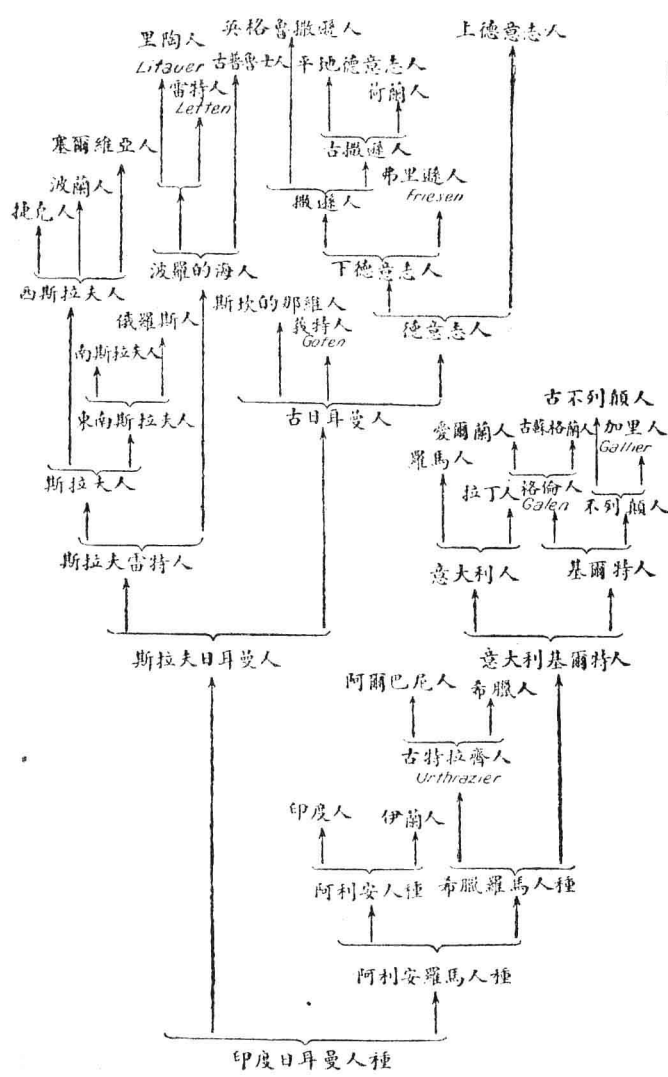 英格魯撒遜人
上德意志人
里陶人
Litauer
古普魯士人
平地德意志人
雷特人
Letten
荷蘭人
古撒遜人
塞爾維亞人
弗里遜人
Friesen
波蘭人
撒遜人
捷克人
波羅的海人
下德意志人
西斯拉夫人
斯坎的那維人
俄羅斯人
莪特人
Goten
德意志人
南斯拉夫人
古不列顛人
東南斯拉夫人
古日耳曼人
愛爾蘭人
古蘇格蘭人
加里人
Gallier
羅馬人
斯拉夫人
拉丁人
格倫人
Galen
不列顛人
斯拉夫雷特人
意大利人
基爾特人
斯拉夫日耳曼人
意大利基爾特人
阿爾巴尼人
希臘人
古特拉齊人
Urthrazier
印度人
伊蘭人
阿利安人種
希臘羅馬人種
阿利安羅馬人種
印度日耳曼人種